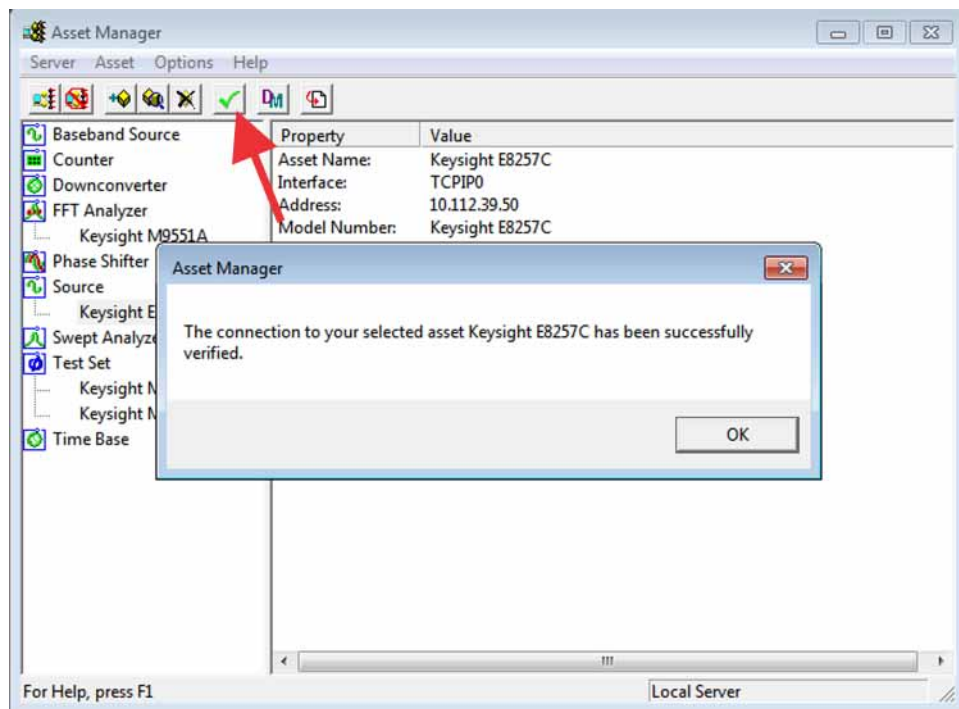 Asset Manager
Server Asset Options Help
DM
Baseband Source
Counter
Downconverter
FFT Analyzer
Keysight M9551A
Phase Shifter
Source
Keysight E
Swept Analyze
Test Set
Keysight M
Keysight M
Time Base
Property Value
Asset Name: Keysight E8257C
Interface: TCPIP0
Address: 10.112.39.50
Model Number: Keysight E8257C
Asset Manager
The connection to your selected asset Keysight E8257C has been successfully
verified.
OK
For Help, press F1
Local Server